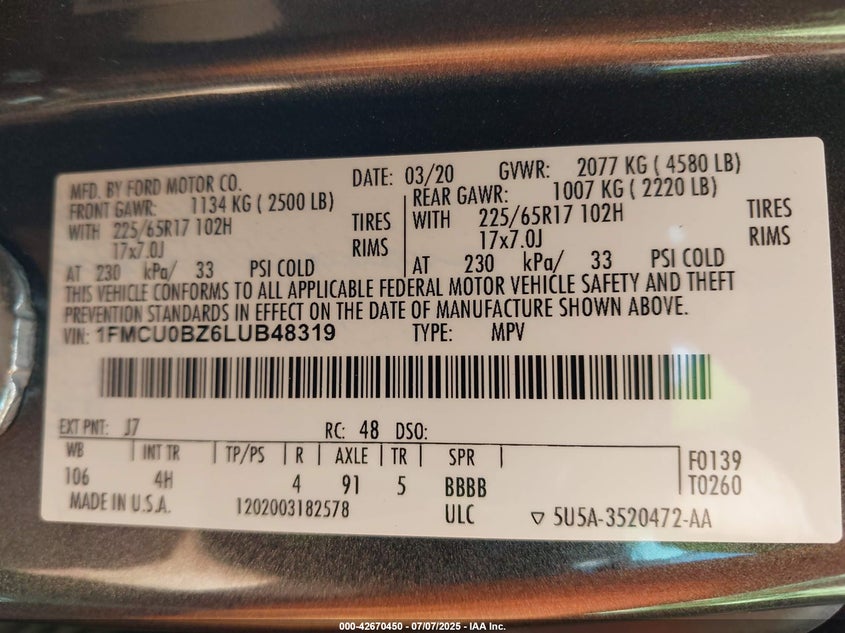 MFD. BY FORD MOTOR CO. DATE: 03/20 GVWR: 2077 KG ( 4580 LB)
FRONT GAWR: 1134 KG ( 2500 LB) REAR GAWR: 1007 KG ( 2220 LB)
WITH 225/65R17 102H TIRES WITH 225/65R17 102H TIRES
17x7.0J RIMS 17x7.0J RIMS
AT 230 kPa/ 33 PSI COLD AT 230 kPa/ 33 PSI COLD
THIS VEHICLE CONFORMS TO ALL APPLICABLE FEDERAL MOTOR VEHICLE SAFETY AND THEFT
PREVENTION STANDARDS IN EFFECT ON THE DATE OF MANUFACTURE SHOWN ABOVE.
VIN: 1FMCU0BZ6LUB48319 TYPE: MPV
EXT PNT: J7 RC: 48 DSO:
WB | INT TR | TP/PS | R | AXLE | TR | SPR | F0139
106 4H 4 91 5 BBBB T0260
MADE IN U.S.A. 1202003182578 ULC ▽ 5U5A-3520472-AA
000-42670450 - 07/07/2025 - IAA Inc.